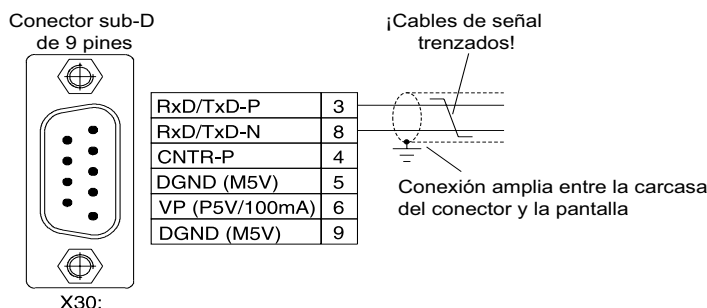 Conector sub-D
de 9 pines
¡Cables de señal
trenzados!
RxD/TxD-P 3
RxD/TxD-N 8
CNTR-P 4
DGND (M5V) 5
VP (P5V/100mA) 6
DGND (M5V) 9
Conexión amplia entre la carcasa
del conector y la pantalla
X30: